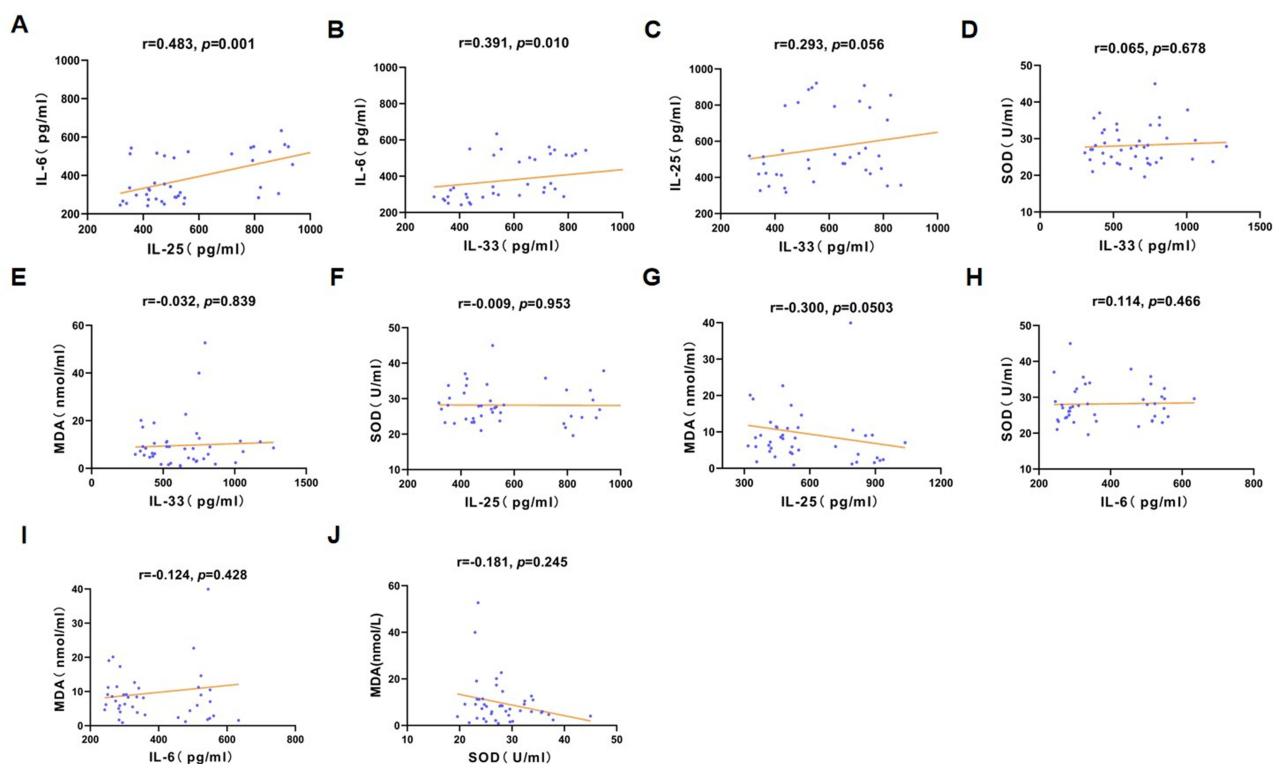 A
r=0.483, p=0.001
IL-6( pg/ml)
1000
800
600
400
200
200 400 600 800 1000
IL-25( pg/ml)
B
r=0.391, p=0.010
IL-6( pg/ml)
1000
800
600
400
200
200 400 600 800 1000
IL-33( pg/ml)
C
r=0.293, p=0.056
IL-25( pg/ml)
1000
800
600
400
200
200 400 600 800 1000
IL-33( pg/ml)
D
r=0.065, p=0.678
SOD( U/ml)
50
40
30
20
10
0 500 1000 1500
IL-33( pg/ml)
E
r=-0.032, p=0.839
MDA( nmol/ml)
60
40
20
0
0 500 1000 1500
IL-33( pg/ml)
F
r=-0.009, p=0.953
SOD( U/ml)
50
40
30
20
10
200 400 600 800 1000
IL-25( pg/ml)
G
r=-0.300, p=0.0503
MDA( nmol/ml)
40
30
20
10
0
300 600 900 1200
IL-25( pg/ml)
H
r=0.114, p=0.466
SOD( U/ml)
50
40
30
20
10
200 400 600 800
IL-6( pg/ml)
I
r=-0.124, p=0.428
MDA( nmol/ml)
40
30
20
10
0
200 400 600 800
IL-6( pg/ml)
J
r=-0.181, p=0.245
MDA(nmol/L)
60
40
20
0
10 20 30 40 50
SOD( U/ml)